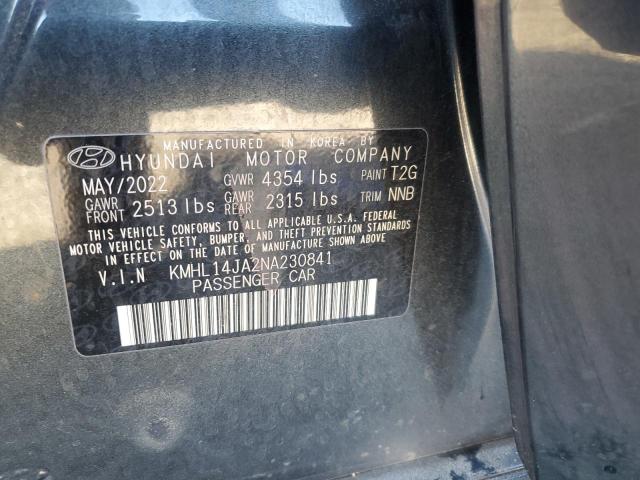 MANUFACTURED IN KOREA BY
HYUNDAI MOTOR COMPANY
MAY/2022 GVWR 4354 lbs PAINT T2G
GAWR FRONT 2513 lbs GAWR REAR 2315 lbs TRIM NNB
THIS VEHICLE CONFORMS TO ALL APPLICABLE U.S.A. FEDERAL
MOTOR VEHICLE SAFETY, BUMPER, AND THEFT PREVENTION STANDARDS
IN EFFECT ON THE DATE OF MANUFACTURE SHOWN ABOVE.
V.I.N KMHL14JA2NA230841
PASSENGER CAR